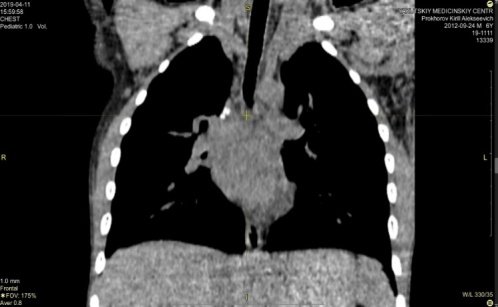 2019-04-11
15:59:58
CHEST
Pediatric 1.0 Vol.
S
MEDICINSKIY CENTR
Prokhorov Kirill Alekseevich
2012-09-24 M 6Y
19-1111
13339
R
L
1.0 mm
Frontal
FOV: 175%
Aver 0.8
I
W/L 330/35